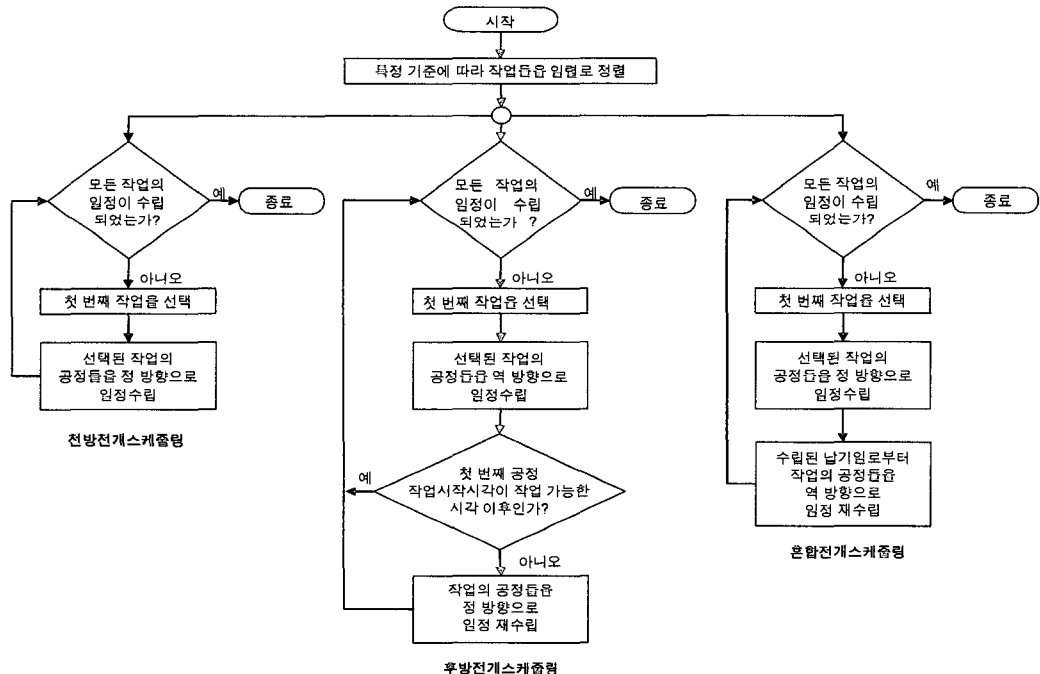 시작
특정 기준에 따라 작업들을 일렬로 정렬
모든 작업의
일정이 수립
되었는가?
예
종료
아니오
첫 번째 작업을 선택
선택된 작업의
공정들을 정 방향으로
일정수립
전방전개스케줄링
모든 작업의
일정이 수립
되었는가 ?
예
종료
아니오
첫 번째 작업을 선택
선택된 작업의
공정들을 역 방향으로
일정수립
첫 번째 공정
작업시작시각이 작업 가능한
시각 이후인가?
예
아니오
작업의 공정들을
정 방향으로
일정 재수립
후방전개스케줄링
모든 작업의
일정이 수립
되었는가?
예
종료
아니오
첫 번째 작업을 선택
선택된 작업의
공정들을 정 방향으로
일정수립
수립된 납기일로부터
작업의 공정들을
역 방향으로
일정 재수립
혼합전개스케줄링